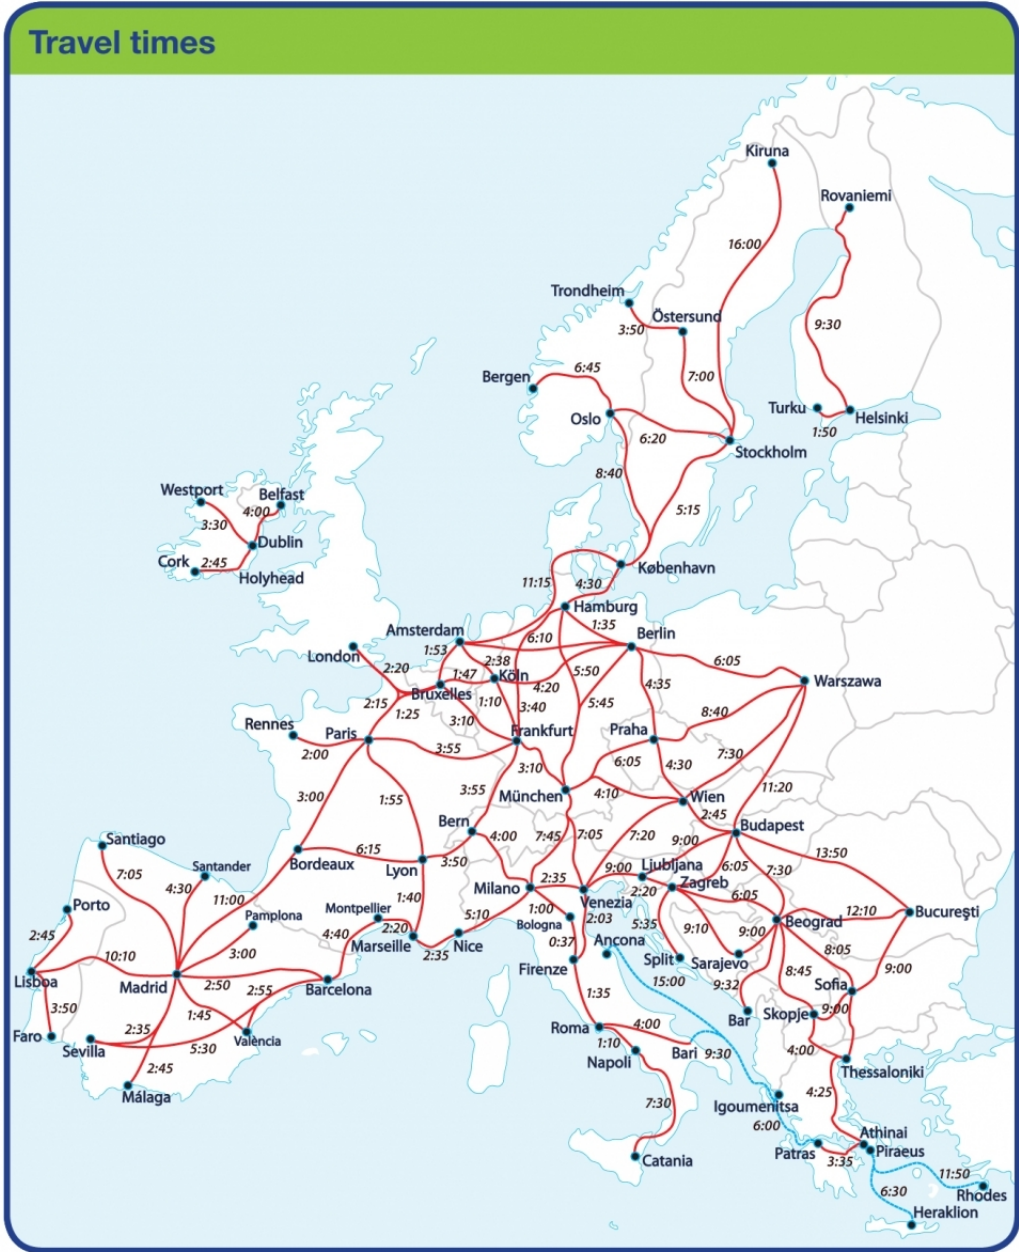 Travel times
Kiruna
Rovaniemi
16:00
Trondheim
Östersund
3:50
9:30
Bergen
6:45
7:00
Oslo
Turku
Helsinki
1:50
6:20
Stockholm
8:40
5:15
Westport
Belfast
3:30
4:00
Dublin
Cork
2:45
Holyhead
København
11:15
4:30
Hamburg
1:35
Amsterdam
6:10
Berlin
London
1:53
2:20
2:38
1:47
Köln
5:50
6:05
Warszawa
Bruxelles
4:20
4:35
2:15
1:25
1:10
3:40
5:45
3:10
8:40
Rennes
Paris
Frankfurt
Praha
2:00
3:55
3:10
6:05
4:30
7:30
3:00
1:55
3:55
München
4:10
Wien
11:20
2:45
Bern
4:00
7:45
7:05
7:20
9:00
Budapest
Santiago
6:15
3:50
13:50
Bordeaux
Lyon
Santander
7:05
4:30
11:00
1:40
Milano
2:35
9:00
Liubljana
6:05
7:30
2:20
Zagreb
6:05
Porto
Pamplona
Montpellier
5:10
1:00
Venezia
2:03
Bologna
Beograd
12:10
Bucureşti
2:45
4:40
2:20
Marseille
Nice
2:35
0:37
Ancona
5:35
9:10
9:00
8:05
10:10
3:00
Firenze
Split
Sarajevo
9:00
Lisboa
Madrid
2:50
2:55
Barcelona
15:00
9:32
8:45
Sofia
3:50
1:45
1:35
Bar
Skopje
9:00
Faro
Sevilla
2:35
València
5:30
Roma
4:00
1:10
Napoli
Bari
9:30
4:00
Thessaloniki
2:45
Málaga
7:30
Igoumenitsa
4:25
6:00
Athinai
Patras
Piraeus
3:35
Catania
11:50
Rhodes
6:30
Heraklion